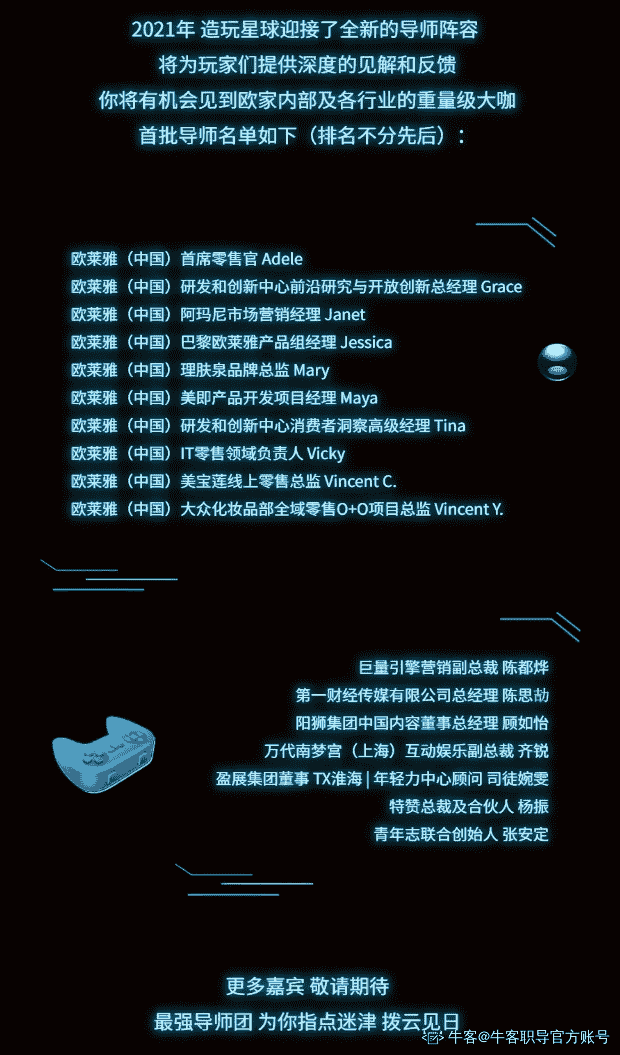 2021年 造玩星球迎接了全新的导师阵容
将为玩家们提供深度的见解和反馈
你将有机会见到欧家内部及各行业的重量级大咖
首批导师名单如下（排名不分先后）：
欧莱雅（中国）首席零售官 Adele
欧莱雅（中国）研发和创新中心前沿研究与开放创新总经理 Grace
欧莱雅（中国）阿玛尼市场营销经理 Janet
欧莱雅（中国）巴黎欧莱雅产品组经理 Jessica
欧莱雅（中国）理肤泉品牌总监 Mary
欧莱雅（中国）美即产品开发项目经理 Maya
欧莱雅（中国）研发和创新中心消费者洞察高级经理 Tina
欧莱雅（中国）IT零售领域负责人 Vicky
欧莱雅（中国）美宝莲线上零售总监 Vincent C.
欧莱雅（中国）大众化妆品部全域零售O+O项目总监 Vincent Y.
巨量引擎营销副总裁 陈都烨
第一财经传媒有限公司总经理 陈思劼
阳狮集团中国内容董事总经理 顾如怡
万代南梦宫（上海）互动娱乐副总裁 齐锐
盈展集团董事 TX淮海 | 年轻力中心顾问 司徒婉雯
特赞总裁及合伙人 杨振
青年志联合创始人 张安定
更多嘉宾 敬请期待
最强导师团 为你指点迷津 拨云见日
牛客@牛客职导官方账号